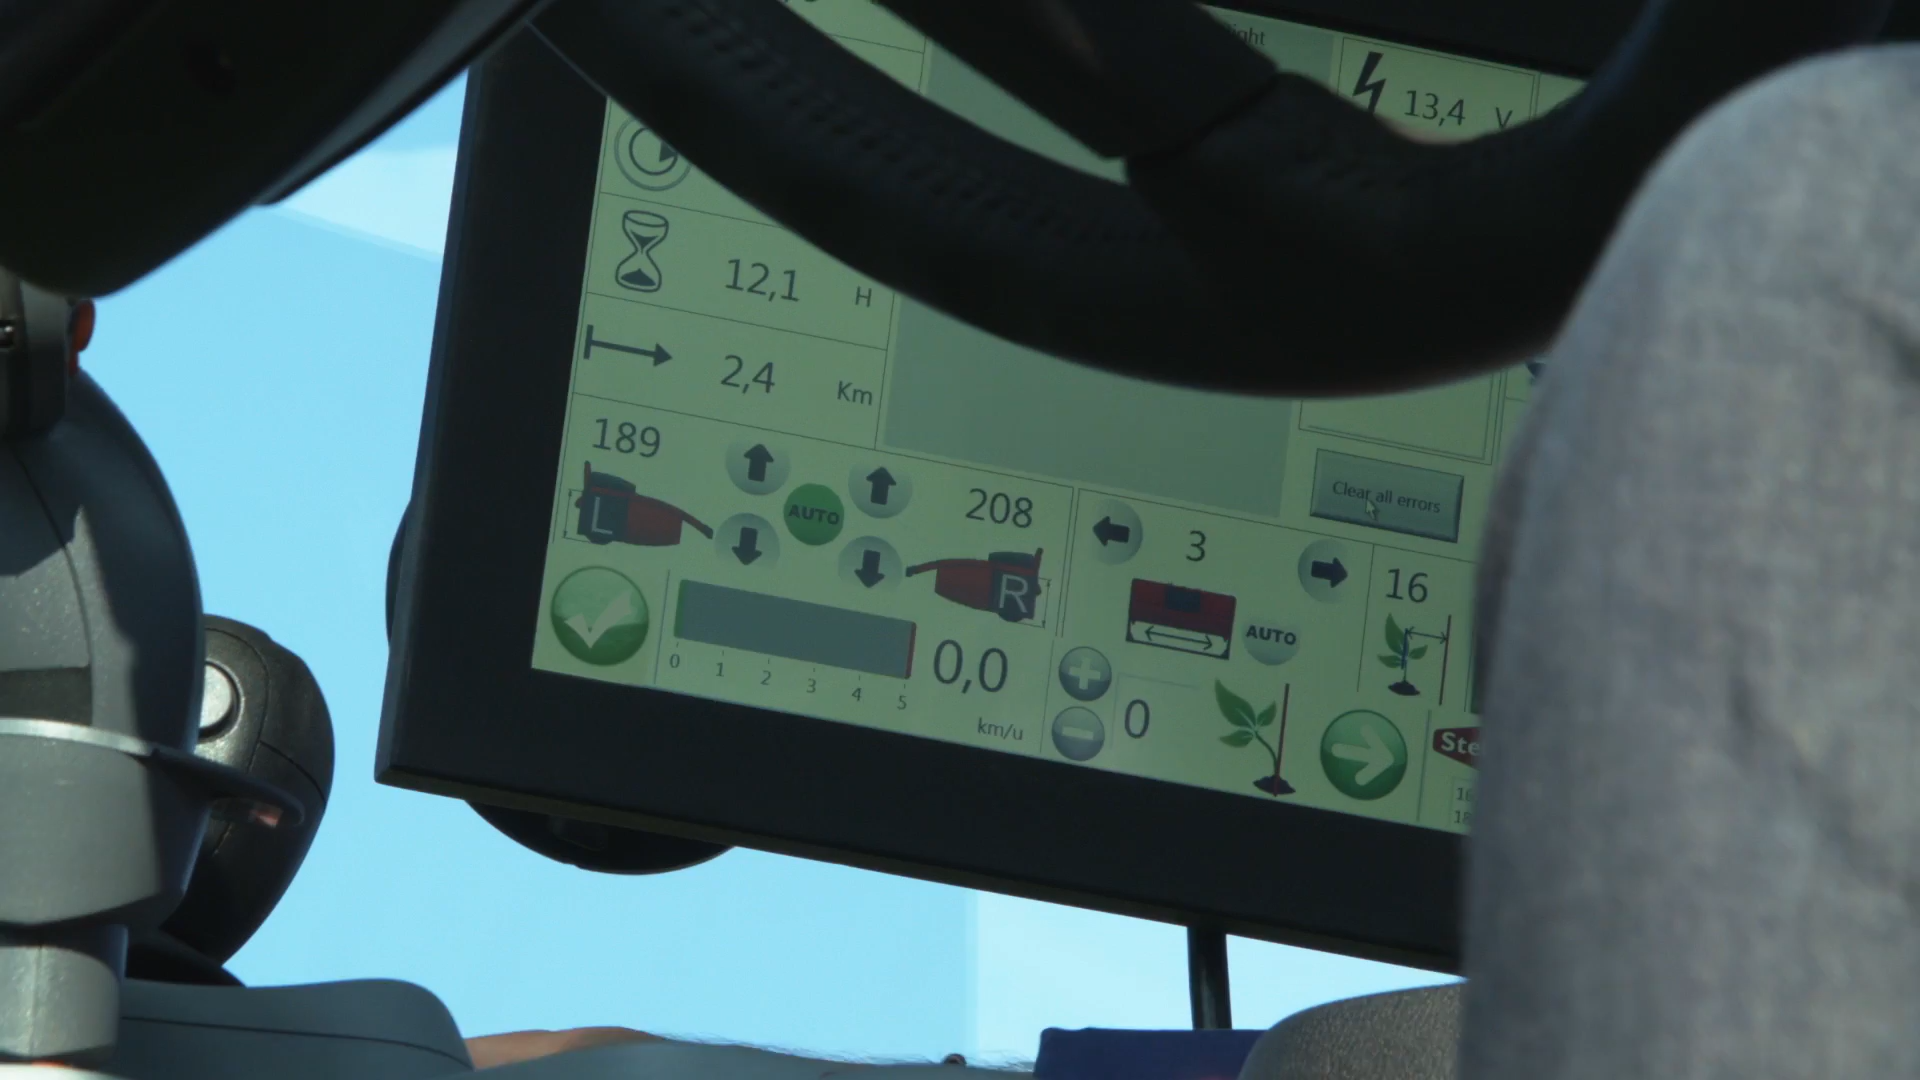 13,4 V
12,1 H
2,4 Km
189
AUTO
208
L
R
3
Clear all errors
16
AUTO
0 1 2 3 4 5
0,0
km/u
0